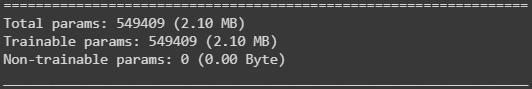 =================================================================
Total params: 549409 (2.10 MB)
Trainable params: 549409 (2.10 MB)
Non-trainable params: 0 (0.00 Byte)
_________________________________________________________________